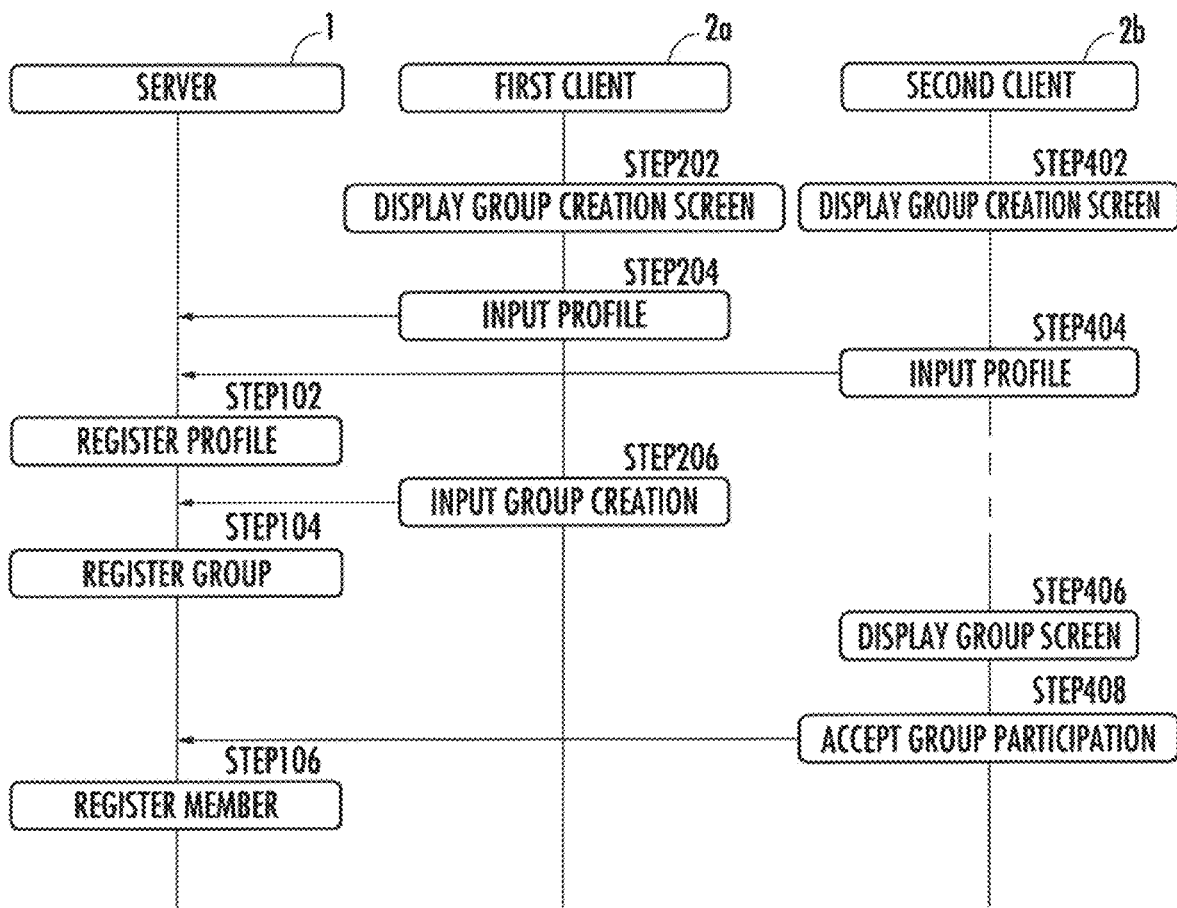 1
2a
2b
SERVER
FIRST CLIENT
SECOND CLIENT
STEP202
STEP402
DISPLAY GROUP CREATION SCREEN
DISPLAY GROUP CREATION SCREEN
STEP204
INPUT PROFILE
STEP404
INPUT PROFILE
STEP102
REGISTER PROFILE
STEP206
INPUT GROUP CREATION
STEP104
REGISTER GROUP
STEP406
DISPLAY GROUP SCREEN
STEP408
ACCEPT GROUP PARTICIPATION
STEP106
REGISTER MEMBER